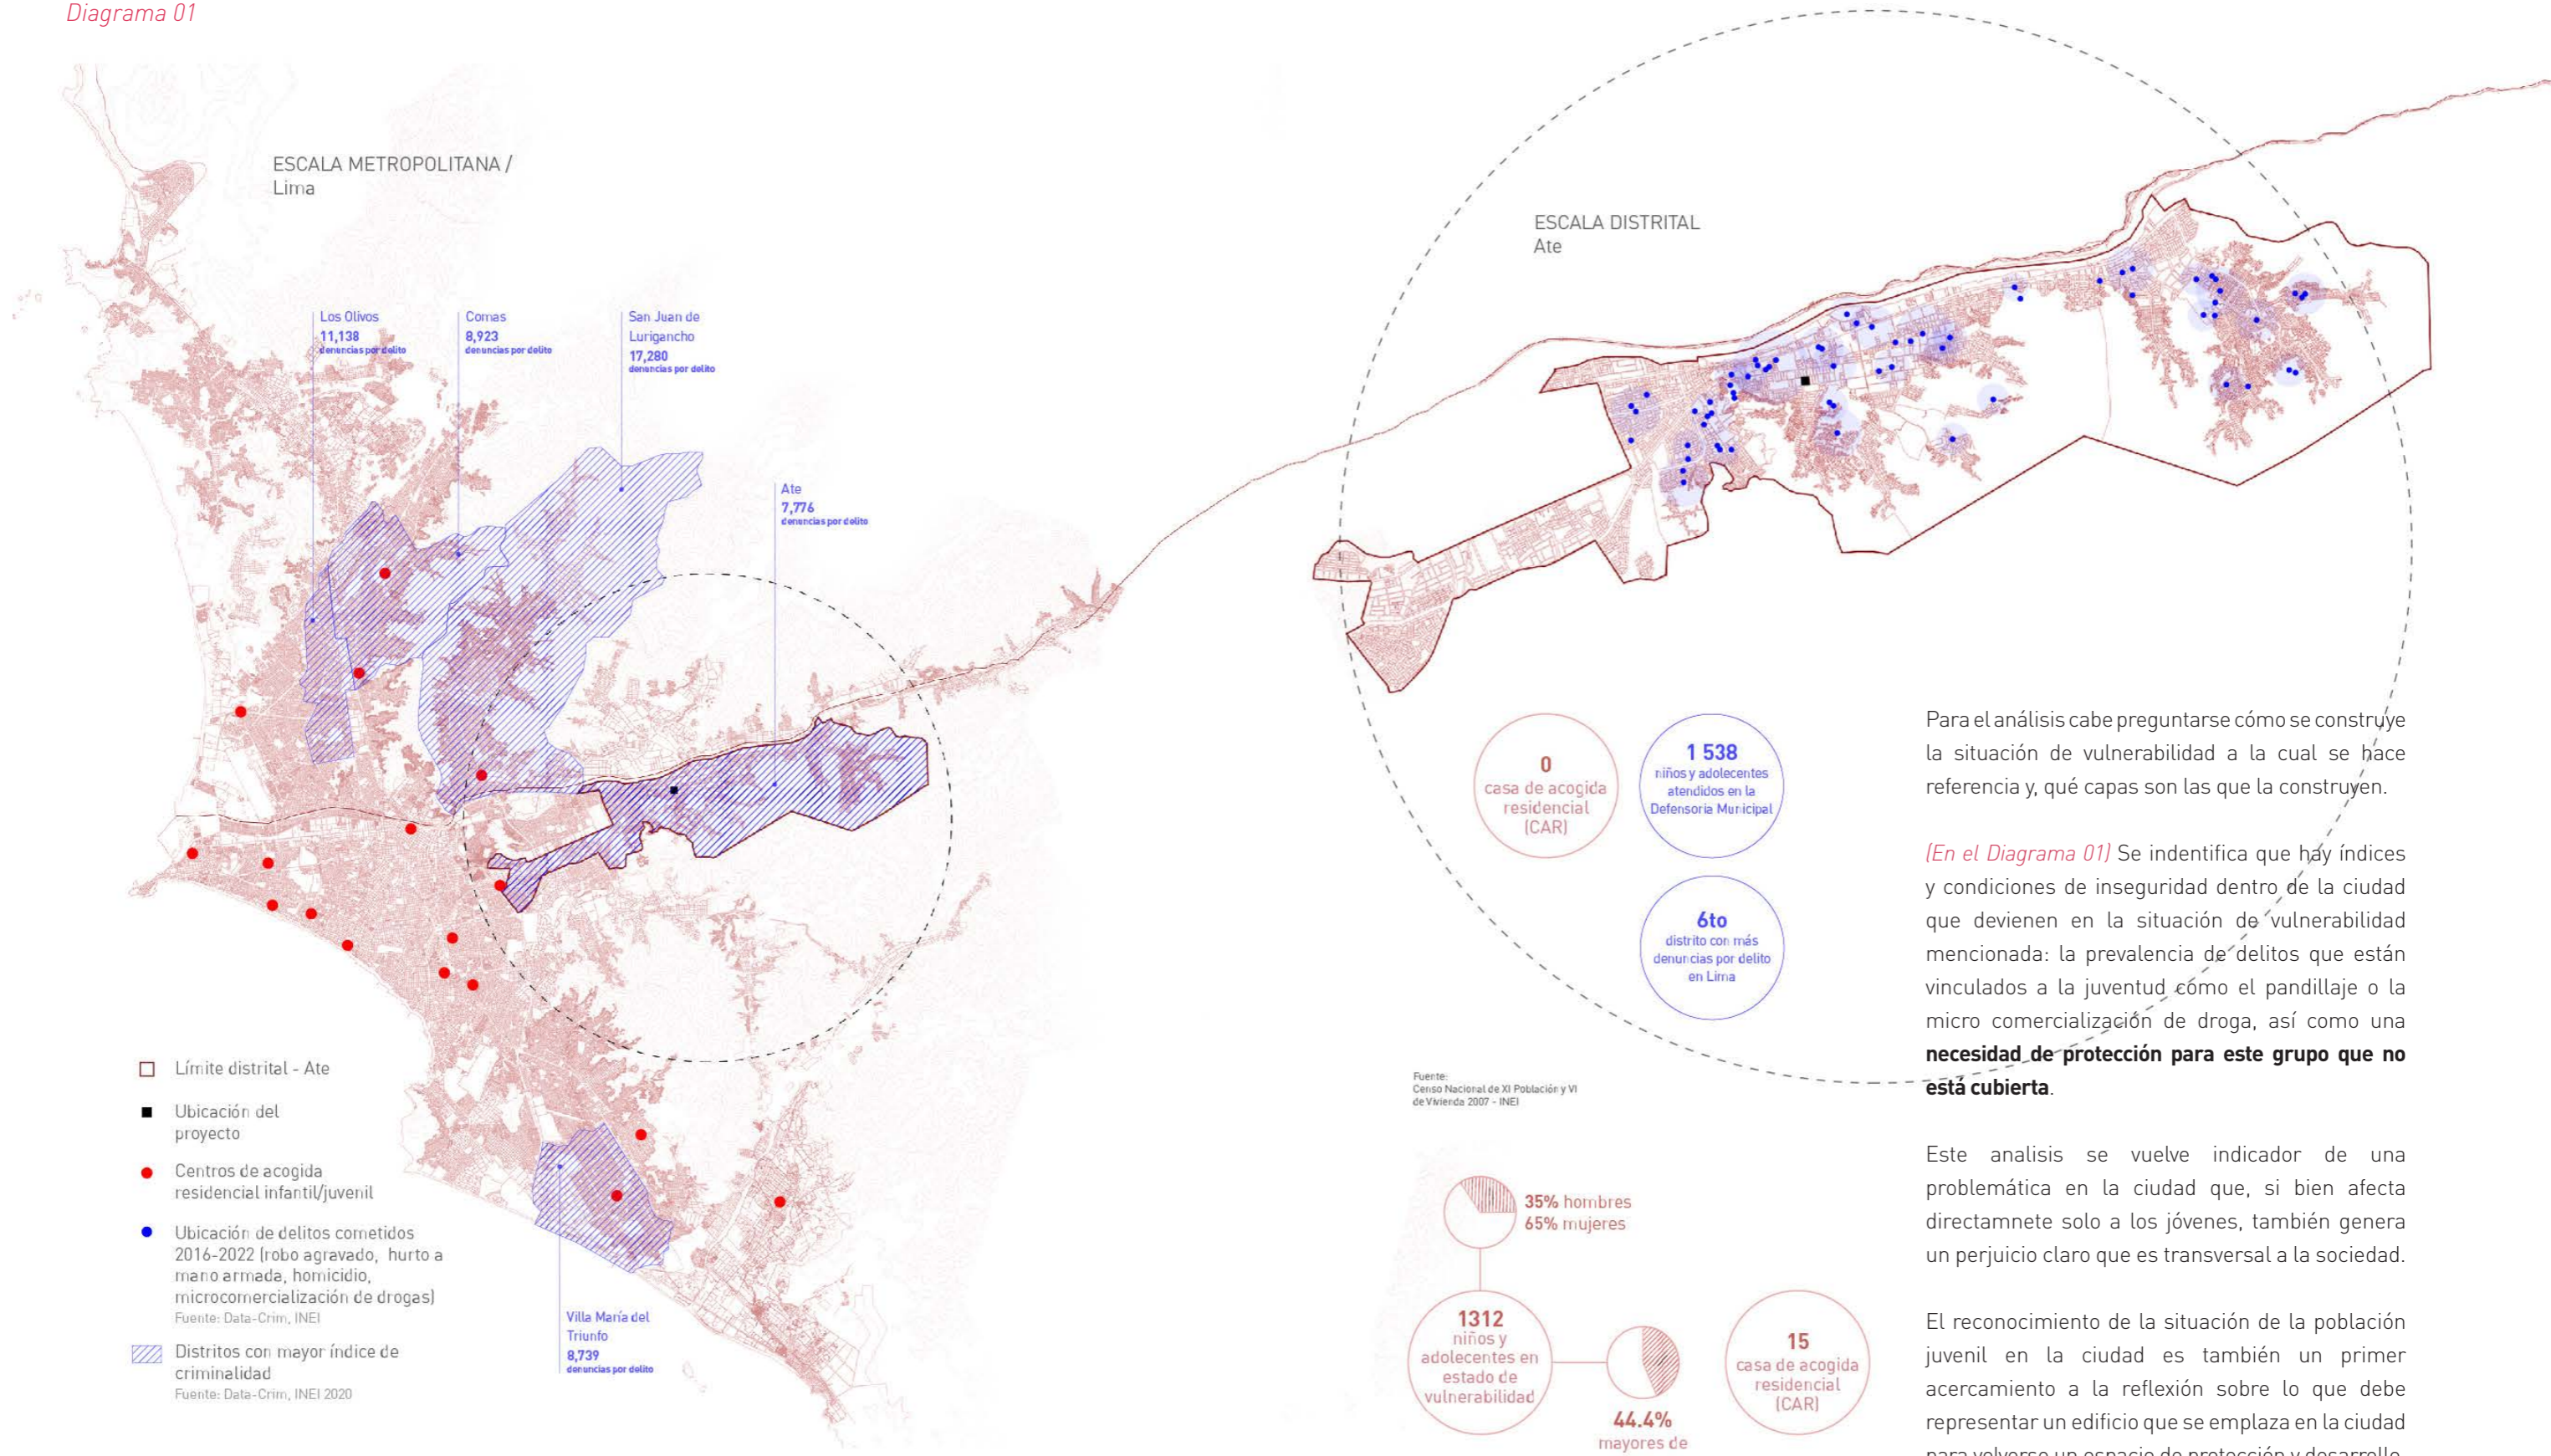 Diagrama 01
ESCALA METROPOLITANA /
Lima
Los Olivos
11,138
denuncias por delito
Comas
8,923
denuncias por delito
San Juan de
Lurigancho
17,280
denuncias por delito
Ate
7,776
denuncias por delito
Villa María del
Triunfo
8,739
denuncias por delito
Límite distrital - Ate
Ubicación del
proyecto
Centros de acogida
residencial infantil/juvenil
Ubicación de delitos cometidos
2016-2022 (robo agravado, hurto a
mano armada, homicidio,
microcomercialización de drogas)
Fuente: Data-Crim, INEI
Distritos con mayor índice de
criminalidad
Fuente: Data-Crim, INEI 2020
ESCALA DISTRITAL
Ate
0
casa de acogida
residencial
(CAR)
1 538
niños y adolecentes
atendidos en la
Defensoria Municipal
6to
distrito con más
denuncias por delito
en Lima
Fuente:
Censo Nacional de XI Población y VI
de Vivienda 2007 - INEI
35% hombres
65% mujeres
1312
niños y
adolecentes en
estado de
vulnerabilidad
44.4%
mayores de
15
casa de acogida
residencial
(CAR)
Para el análisis cabe preguntarse cómo se construye
la situación de vulnerabilidad a la cual se hace
referencia y, qué capas son las que la construyen.
(En el Diagrama 01) Se indentifica que hay índices
y condiciones de inseguridad dentro de la ciudad
que devienen en la situación de vulnerabilidad
mencionada: la prevalencia de delitos que están
vinculados a la juventud cómo el pandillaje o la
micro comercialización de droga, así como una
necesidad de protección para este grupo que no
está cubierta.
Este analisis se vuelve indicador de una
problemática en la ciudad que, si bien afecta
directamnete solo a los jóvenes, también genera
un perjuicio claro que es transversal a la sociedad.
El reconocimiento de la situación de la población
juvenil en la ciudad es también un primer
acercamiento a la reflexión sobre lo que debe
representar un edificio que se emplaza en la ciudad
para volverse un espacio de protección y desarrollo